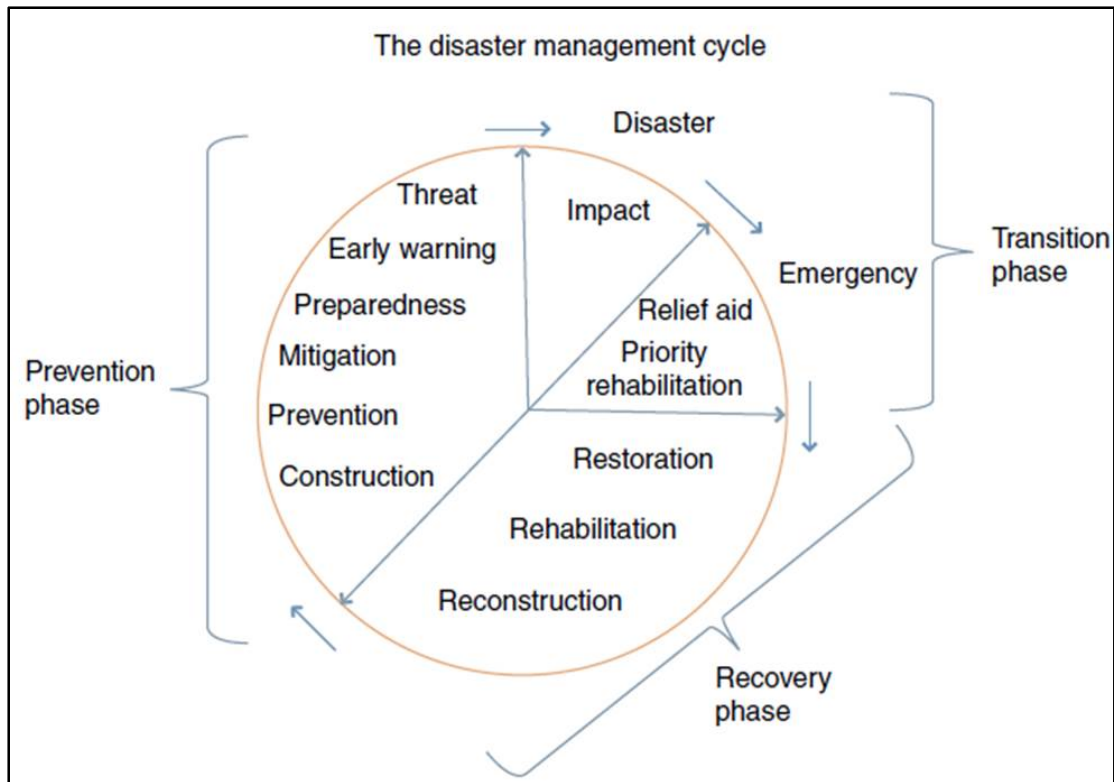 The disaster management cycle
Disaster
Threat
Impact
Early warning
Transition
phase
Emergency
Preparedness
Relief aid
Mitigation
Priority
rehabilitation
Prevention
phase
Prevention
Restoration
Construction
Rehabilitation
Reconstruction
Recovery
phase